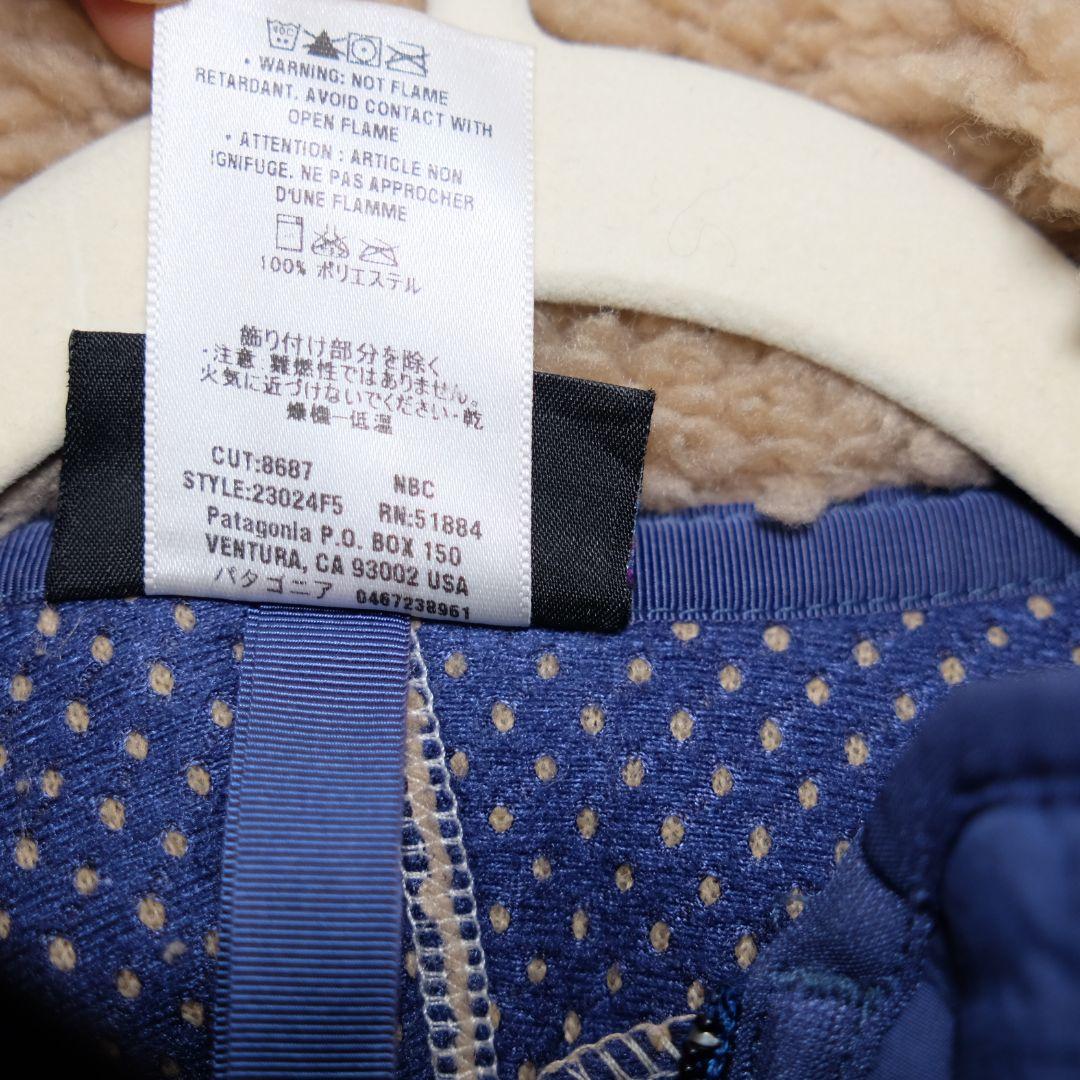 • WARNING: NOT FLAME
RETARDANT. AVOID CONTACT WITH
OPEN FLAME
• ATTENTION : ARTICLE NON
IGNIFUGE. NE PAS APPROCHER
D'UNE FLAMME
100% ポリエステル
飾り付け部分を除く
・注意：難燃性ではありません。
火気に近づけないでください・乾
燥機ー低温
CUT:8687 NBC
STYLE:23024F5 RN:51884
Patagonia P.O. BOX 150
VENTURA, CA 93002 USA
パタゴニア 0467238961